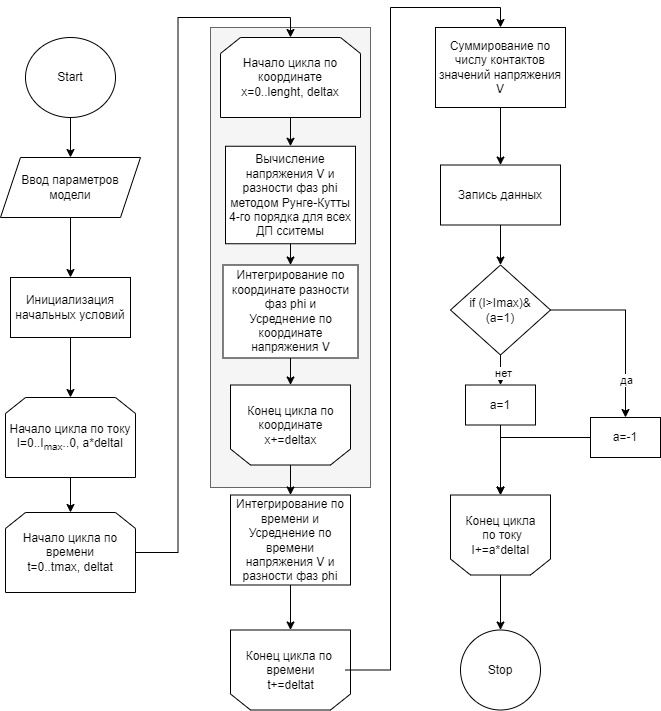 Start
Ввод параметров
модели
Инициализация
начальных условий
Начало цикла по току
I=0..Imax..0, a*deltaI
Начало цикла по
времени
t=0..tmax, deltat
Начало цикла по
координате
x=0..lenght, deltax
Вычисление
напряжения V и
разности фаз phi
методом Рунге-Кутты
4-го порядка для всех
ДП сситемы
Интегрирование по
координате разности
фаз phi и
Усреднение по
координате
напряжения V
Конец цикла по
координате
x+=deltax
Интегрирование по
времени и
Усреднение по
времени
напряжения V и
разности фаз phi
Конец цикла по
времени
t+=deltat
Суммирование по
числу контактов
значений напряжения
V
Запись данных
if (I>Imax)&
(a=1)
нет
да
a=1
a=-1
Конец цикла
по току
I+=a*deltaI
Stop